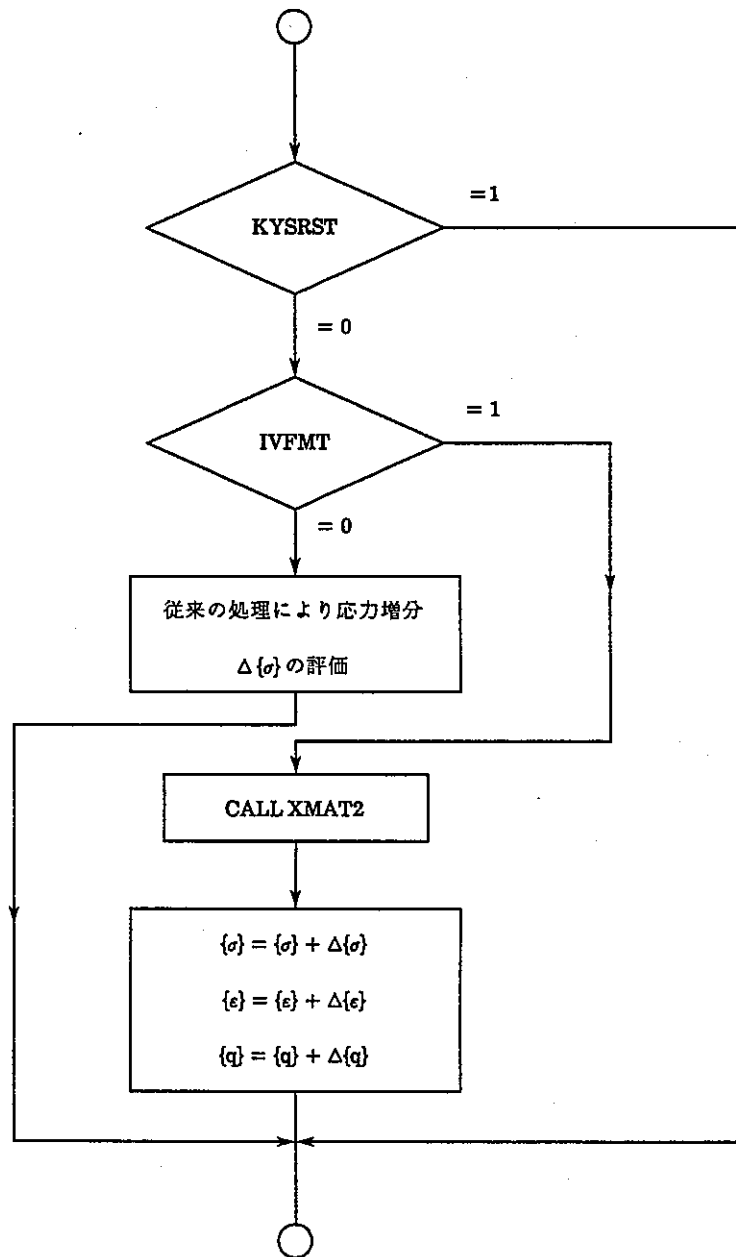 =1
KYSRST
= 0
= 1
IVFMT
= 0
従来の処理により応力増分
Δ{σ} の評価
CALL XMAT2
{σ} = {σ} + Δ{σ}
{ε} = {ε} + Δ{ε}
{q} = {q} + Δ{q}